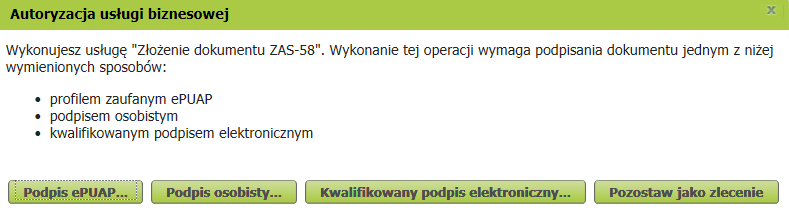 Autoryzacja usługi biznesowej
x
Wykonujesz usługę "Złożenie dokumentu ZAS-58". Wykonanie tej operacji wymaga podpisania dokumentu jednym z niżej
wymienionych sposobów:
• profilem zaufanym ePUAP
• podpisem osobistym
• kwalifikowanym podpisem elektronicznym
Podpis ePUAP... Podpis osobisty... Kwalifikowany podpis elektroniczny... Pozostaw jako zlecenie